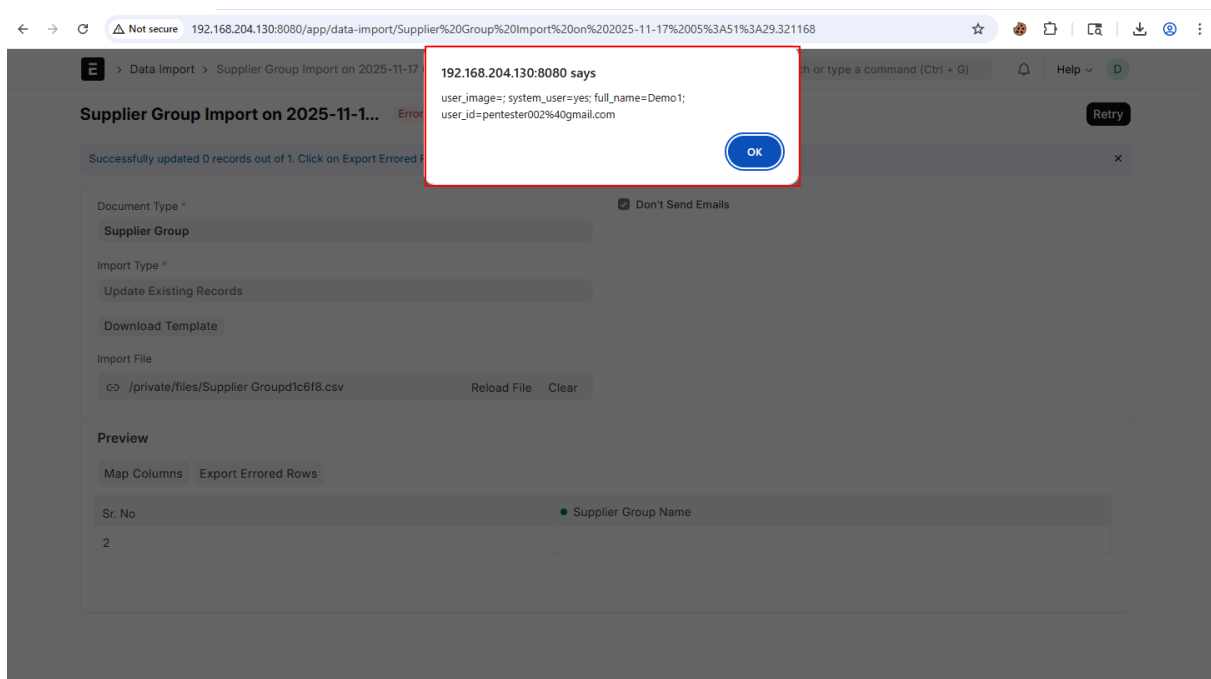 Not secure 192.168.204.130:8080/app/data-import/Supplier%20Group%20Import%20on%202025-11-17%2005%3A51%3A29.321168
E > Data Import > Supplier Group Import on 2025-11-17
ch or type a command (Ctrl + G)
Help
D
192.168.204.130:8080 says
user_image=; system_user=yes; full_name=Demo1;
user_id=pentester002%40gmail.com
OK
Supplier Group Import on 2025-11-1... Error
Retry
Successfully updated 0 records out of 1. Click on Export Errored
Document Type *
Don't Send Emails
Supplier Group
Import Type *
Update Existing Records
Download Template
Import File
/private/files/Supplier Groupd1c6f8.csv Reload File Clear
Preview
Map Columns Export Errored Rows
Sr. No Supplier Group Name
2